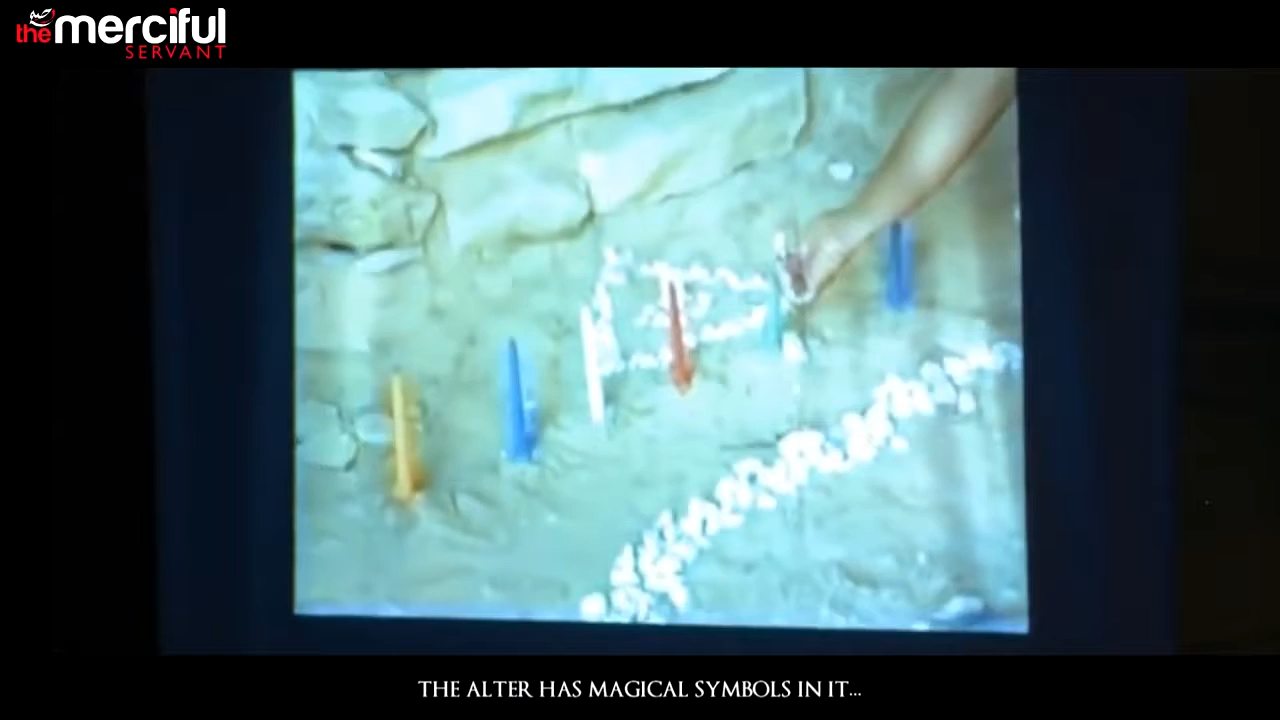 the merciful
SERVANT
THE ALTER HAS MAGICAL SYMBOLS IN IT...